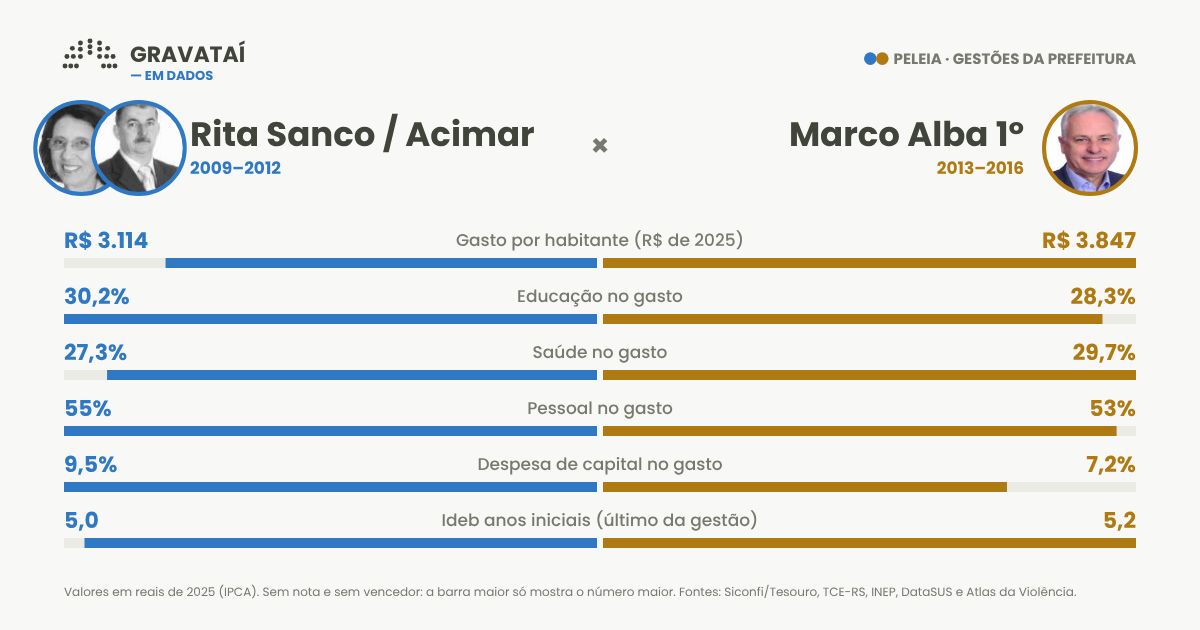 GRAVATAÍ
— EM DADOS
PELEIA · GESTÕES DA PREFEITURA
Rita Sanco / Acimar
2009–2012
×
Marco Alba 1º
2013–2016
R$ 3.114 Gasto por habitante (R$ de 2025) R$ 3.847
30,2% Educação no gasto 28,3%
27,3% Saúde no gasto 29,7%
55% Pessoal no gasto 53%
9,5% Despesa de capital no gasto 7,2%
5,0 Ideb anos iniciais (último da gestão) 5,2
Valores em reais de 2025 (IPCA). Sem nota e sem vencedor: a barra maior só mostra o número maior. Fontes: Siconfi/Tesouro, TCE-RS, INEP, DataSUS e Atlas da Violência.